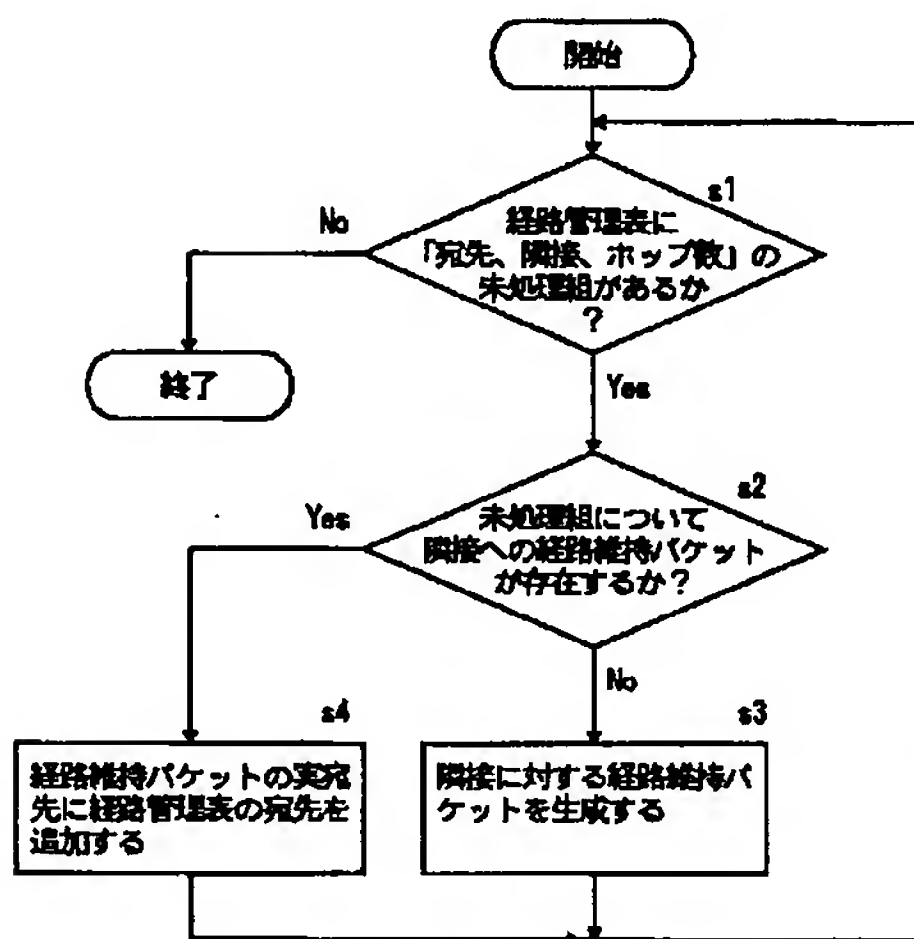 開始
s1
経路管理表に
「宛先、隣接、ホップ数」の
未処理組があるか
?
No
終了
Yes
s2
未処理組について
隣接への経路維持パケット
が存在するか?
Yes
No
s4
経路維持パケットの実宛
先に経路管理表の宛先を
追加する
s3
隣接に対する経路維持パ
ケットを生成する